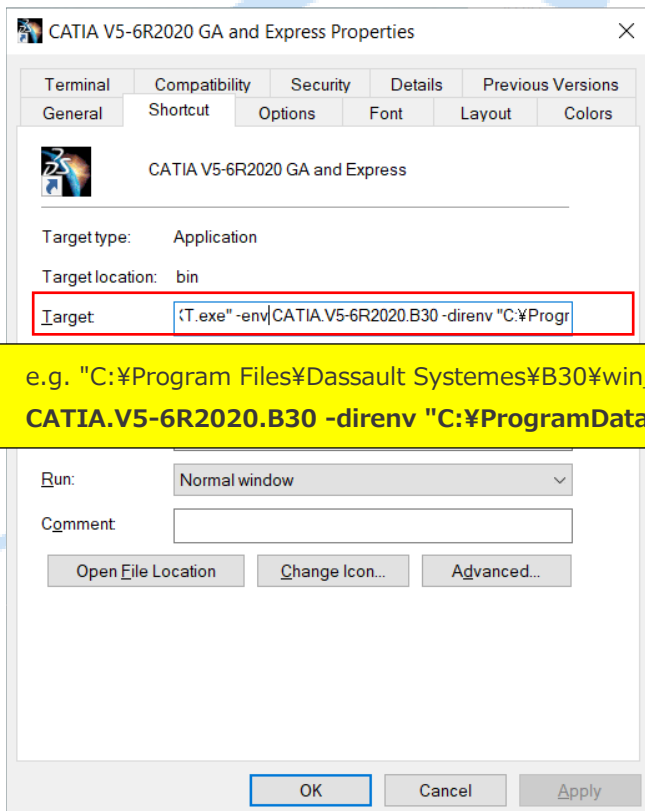 CATIA V5-6R2020 GA and Express Properties
Terminal Compatibility Security Details Previous Versions
General Shortcut Options Font Layout Colors
CATIA V5-6R2020 GA and Express
Target type: Application
Target location: bin
Target: XT.exe" -env CATIA.V5-6R2020.B30 -direnv "C:¥Progr
e.g. "C:¥Program Files¥Dassault Systemes¥B30¥win_
CATIA.V5-6R2020.B30 -direnv "C:¥ProgramData
Run: Normal window
Comment:
Open File Location Change Icon... Advanced...
OK Cancel Apply